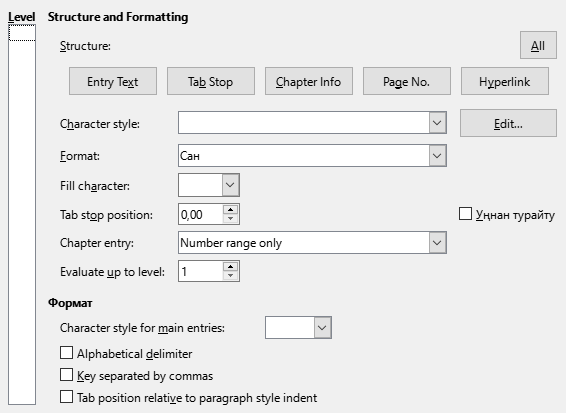 Level Structure and Formatting
Structure: All
Entry Text Tab Stop Chapter Info Page No. Hyperlink
Character style: Edit...
Format: Сан
Fill character:
Tab stop position: 0,00 Уңнан турайту
Chapter entry: Number range only
Evaluate up to level: 1
Формат
Character style for main entries:
Alphabetical delimiter
Key separated by commas
Tab position relative to paragraph style indent